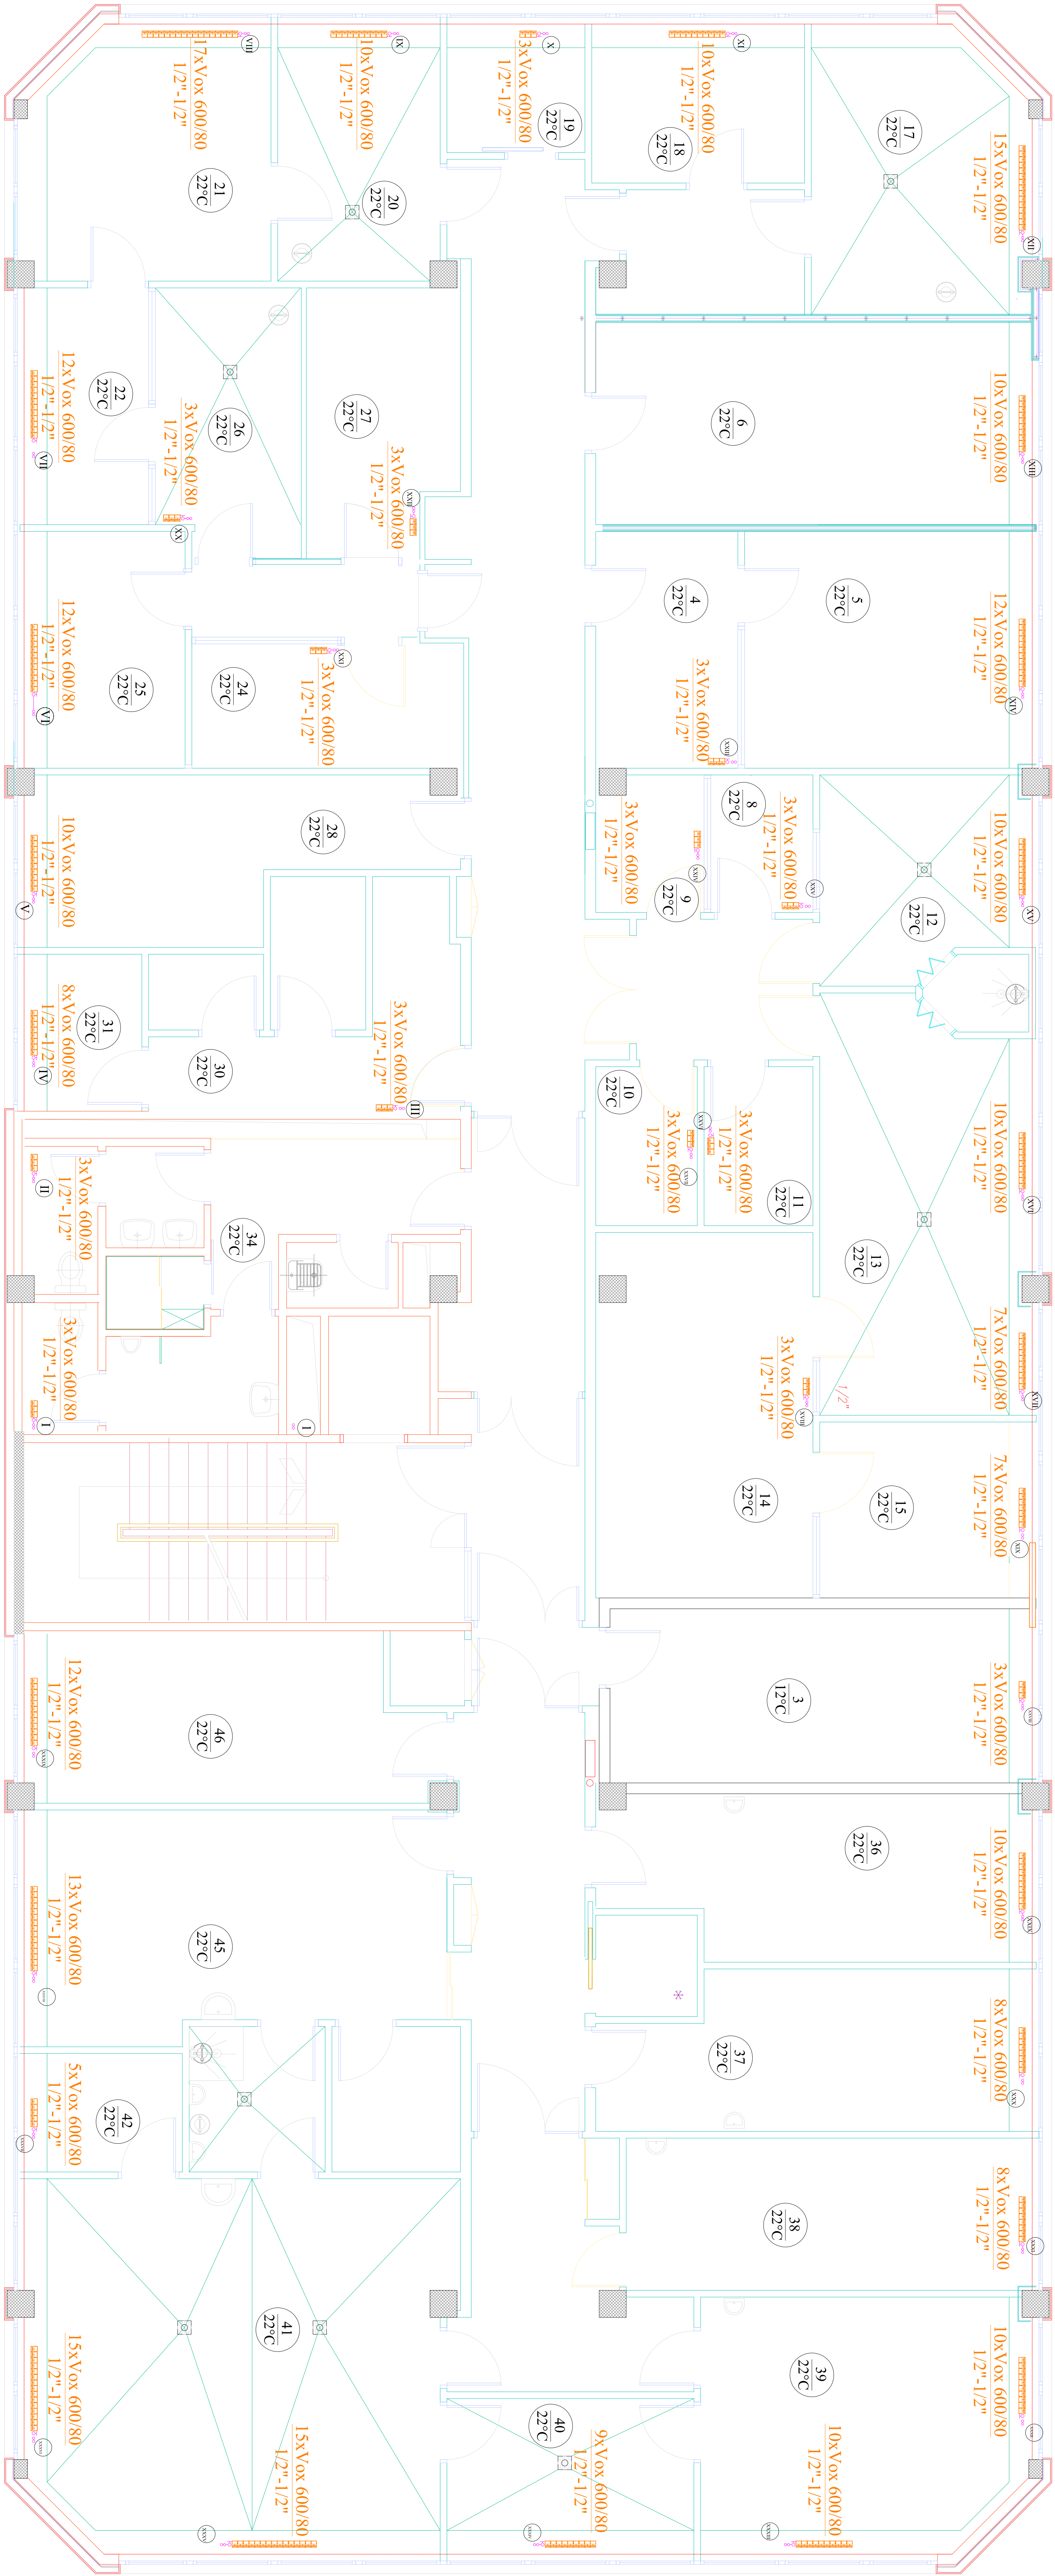 VIII
17xVox 600/80
1/2"-1/2"
IX
10xVox 600/80
1/2"-1/2"
X
3xVox 600/80
1/2"-1/2"
XI
10xVox 600/80
1/2"-1/2"
19
22°C
18
22°C
17
22°C
15xVox 600/80
1/2"-1/2"
XII
21
22°C
20
22°C
12xVox 600/80
1/2"-1/2"
VII
22
22°C
3xVox 600/80
1/2"-1/2"
XX
26
22°C
27
22°C
3xVox 600/80
1/2"-1/2"
XXII
6
22°C
10xVox 600/80
1/2"-1/2"
XIII
12xVox 600/80
1/2"-1/2"
VI
25
22°C
24
22°C
XXI
3xVox 600/80
1/2"-1/2"
4
22°C
5
22°C
3xVox 600/80
1/2"-1/2"
XXIII
12xVox 600/80
1/2"-1/2"
XIV
10xVox 600/80
1/2"-1/2"
V
28
22°C
3xVox 600/80
1/2"-1/2"
XXIV
9
22°C
8
22°C
3xVox 600/80
1/2"-1/2"
XXV
12
22°C
10xVox 600/80
1/2"-1/2"
XV
8xVox 600/80
1/2"-1/2"
IV
31
22°C
30
22°C
3xVox 600/80
1/2"-1/2"
III
10
22°C
3xVox 600/80
1/2"-1/2"
XXVI
3xVox 600/80
1/2"-1/2"
11
22°C
13
22°C
10xVox 600/80
1/2"-1/2"
XVI
II
3xVox 600/80
1/2"-1/2"
34
22°C
3xVox 600/80
1/2"-1/2"
I
I
3xVox 600/80
1/2"-1/2"
XVIII
1/2"
7xVox 600/80
1/2"-1/2"
XVII
14
22°C
15
22°C
7xVox 600/80
1/2"-1/2"
XIX
12xVox 600/80
1/2"-1/2"
XXXIX
46
22°C
3
12°C
3xVox 600/80
1/2"-1/2"
XXVIII
13xVox 600/80
1/2"-1/2"
45
22°C
36
22°C
10xVox 600/80
1/2"-1/2"
XXIX
5xVox 600/80
1/2"-1/2"
42
22°C
37
22°C
8xVox 600/80
1/2"-1/2"
XXX
38
22°C
8xVox 600/80
1/2"-1/2"
XXXI
15xVox 600/80
1/2"-1/2"
41
22°C
15xVox 600/80
1/2"-1/2"
40
22°C
9xVox 600/80
1/2"-1/2"
39
22°C
10xVox 600/80
1/2"-1/2"
10xVox 600/80
1/2"-1/2"